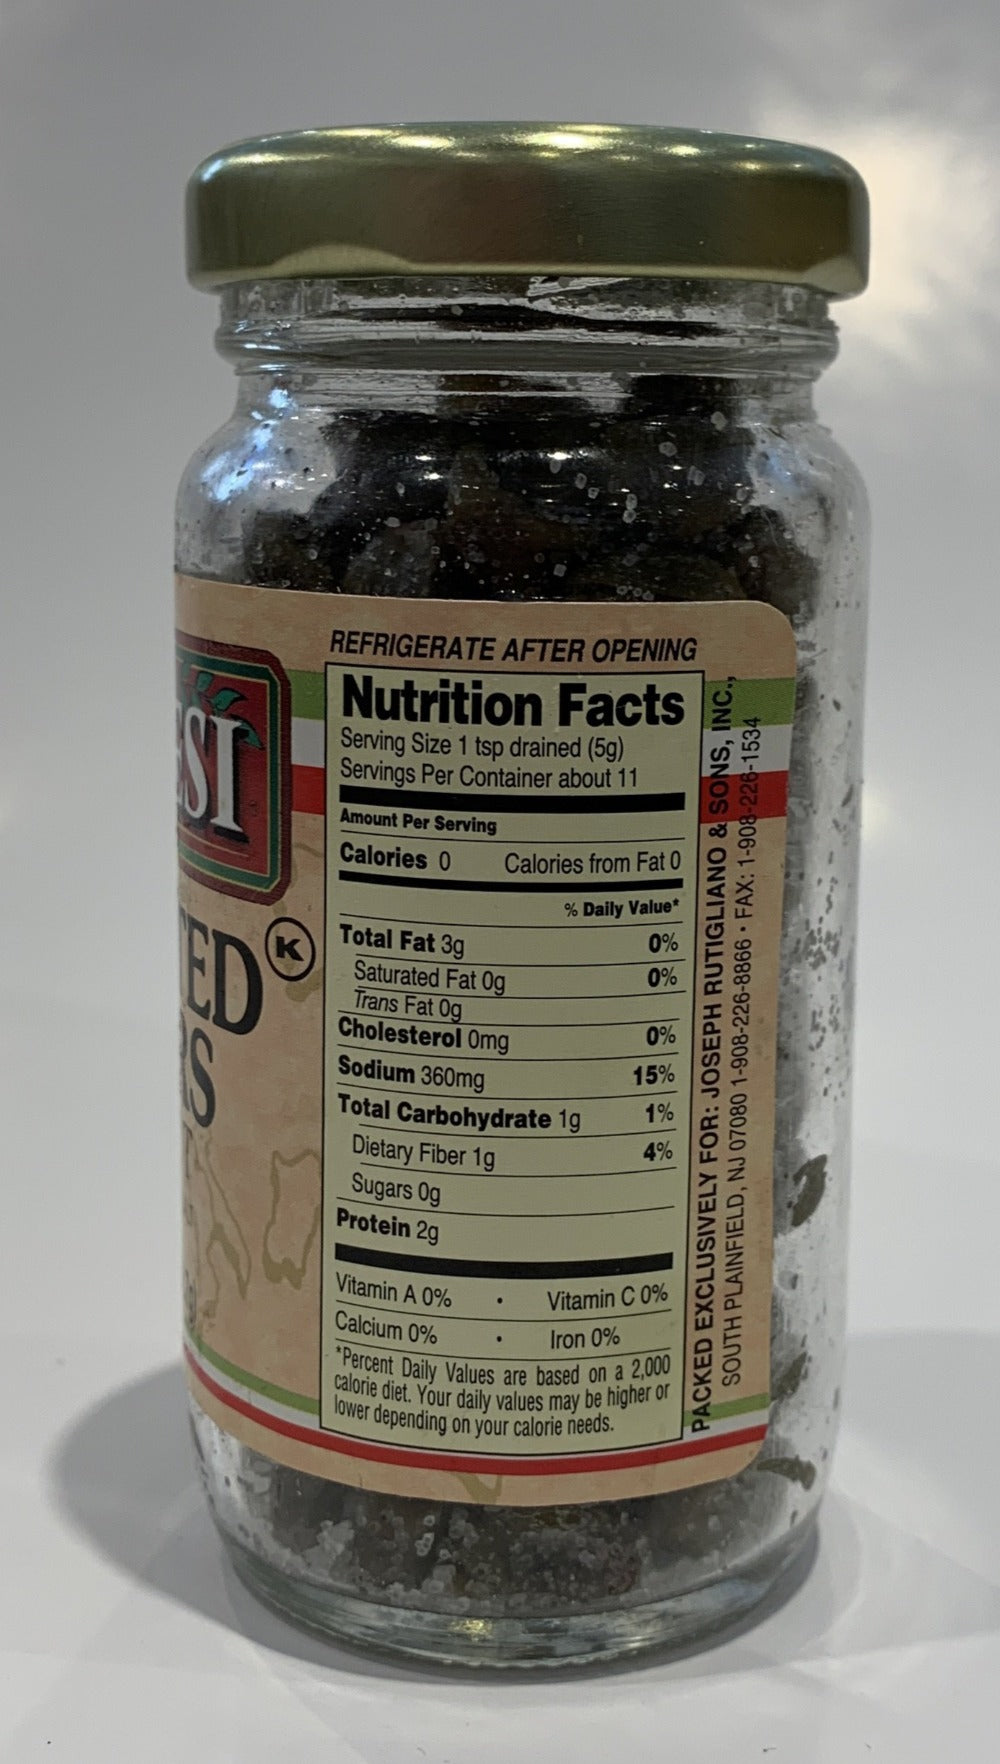 REFRIGERATE AFTER OPENING
Nutrition Facts
Serving Size 1 tsp drained (5g)
Servings Per Container about 11
Amount Per Serving
Calories 0 Calories from Fat 0
% Daily Value*
Total Fat 3g 0%
Saturated Fat 0g 0%
Trans Fat 0g
Cholesterol 0mg 0%
Sodium 360mg 15%
Total Carbohydrate 1g 1%
Dietary Fiber 1g 4%
Sugars 0g
Protein 2g
Vitamin A 0% • Vitamin C 0%
Calcium 0% • Iron 0%
*Percent Daily Values are based on a 2,000
calorie diet. Your daily values may be higher or
lower depending on your calorie needs.
PACKED EXCLUSIVELY FOR: JOSEPH RUTIGLIANO & SONS, INC.,
SOUTH PLAINFIELD, NJ 07080 1-908-226-8866 • FAX: 1-908-226-1534
ESI
TED
K
RS